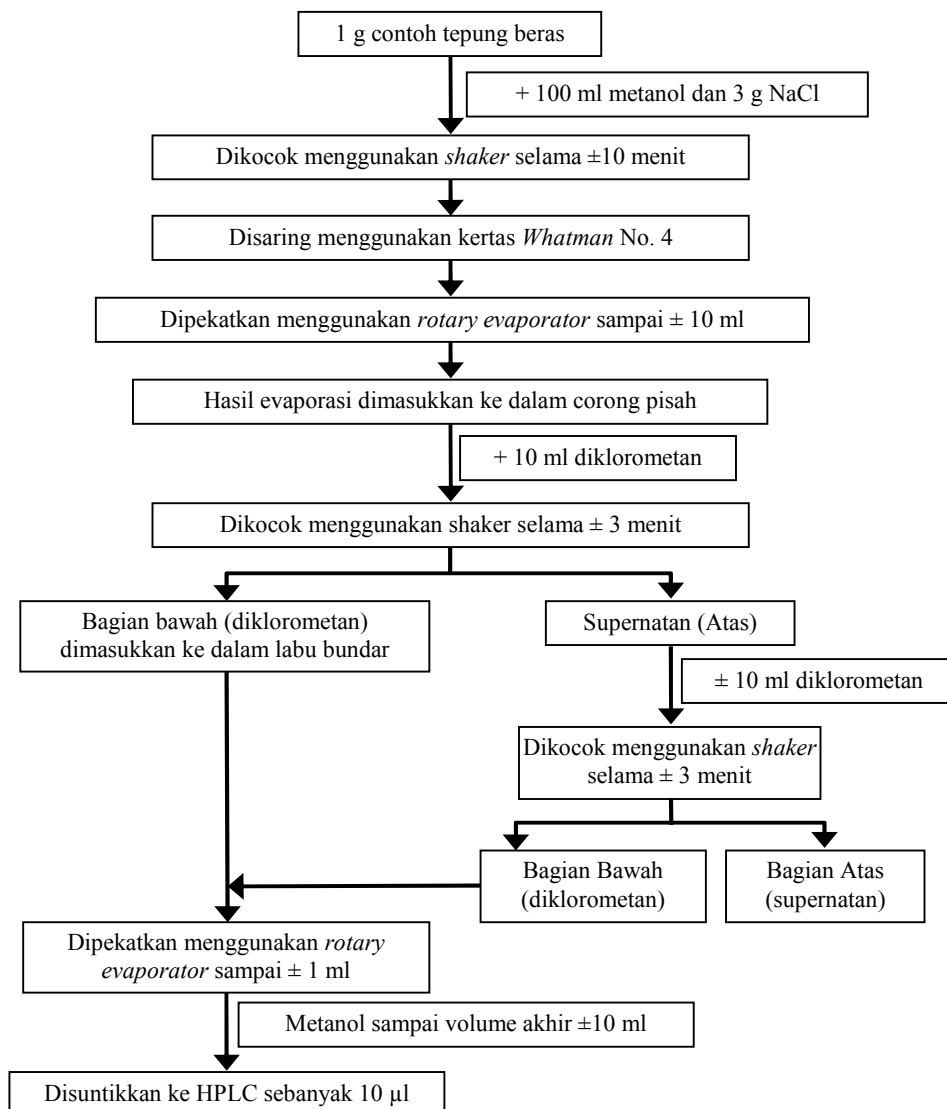 1 g contoh tepung beras
+ 100 ml metanol dan 3 g NaCl
Dikocok menggunakan shaker selama ±10 menit
Disaring menggunakan kertas Whatman No. 4
Dipekatkan menggunakan rotary evaporator sampai ± 10 ml
Hasil evaporasi dimasukkan ke dalam corong pisah
+ 10 ml diklorometan
Dikocok menggunakan shaker selama ± 3 menit
Bagian bawah (diklorometan)
dimasukkan ke dalam labu bundar
Supernatan (Atas)
± 10 ml diklorometan
Dikocok menggunakan shaker
selama ± 3 menit
Bagian Bawah
(diklorometan)
Bagian Atas
(supernatan)
Dipekatkan menggunakan rotary
evaporator sampai ± 1 ml
Metanol sampai volume akhir ±10 ml
Disuntikkan ke HPLC sebanyak 10 µl